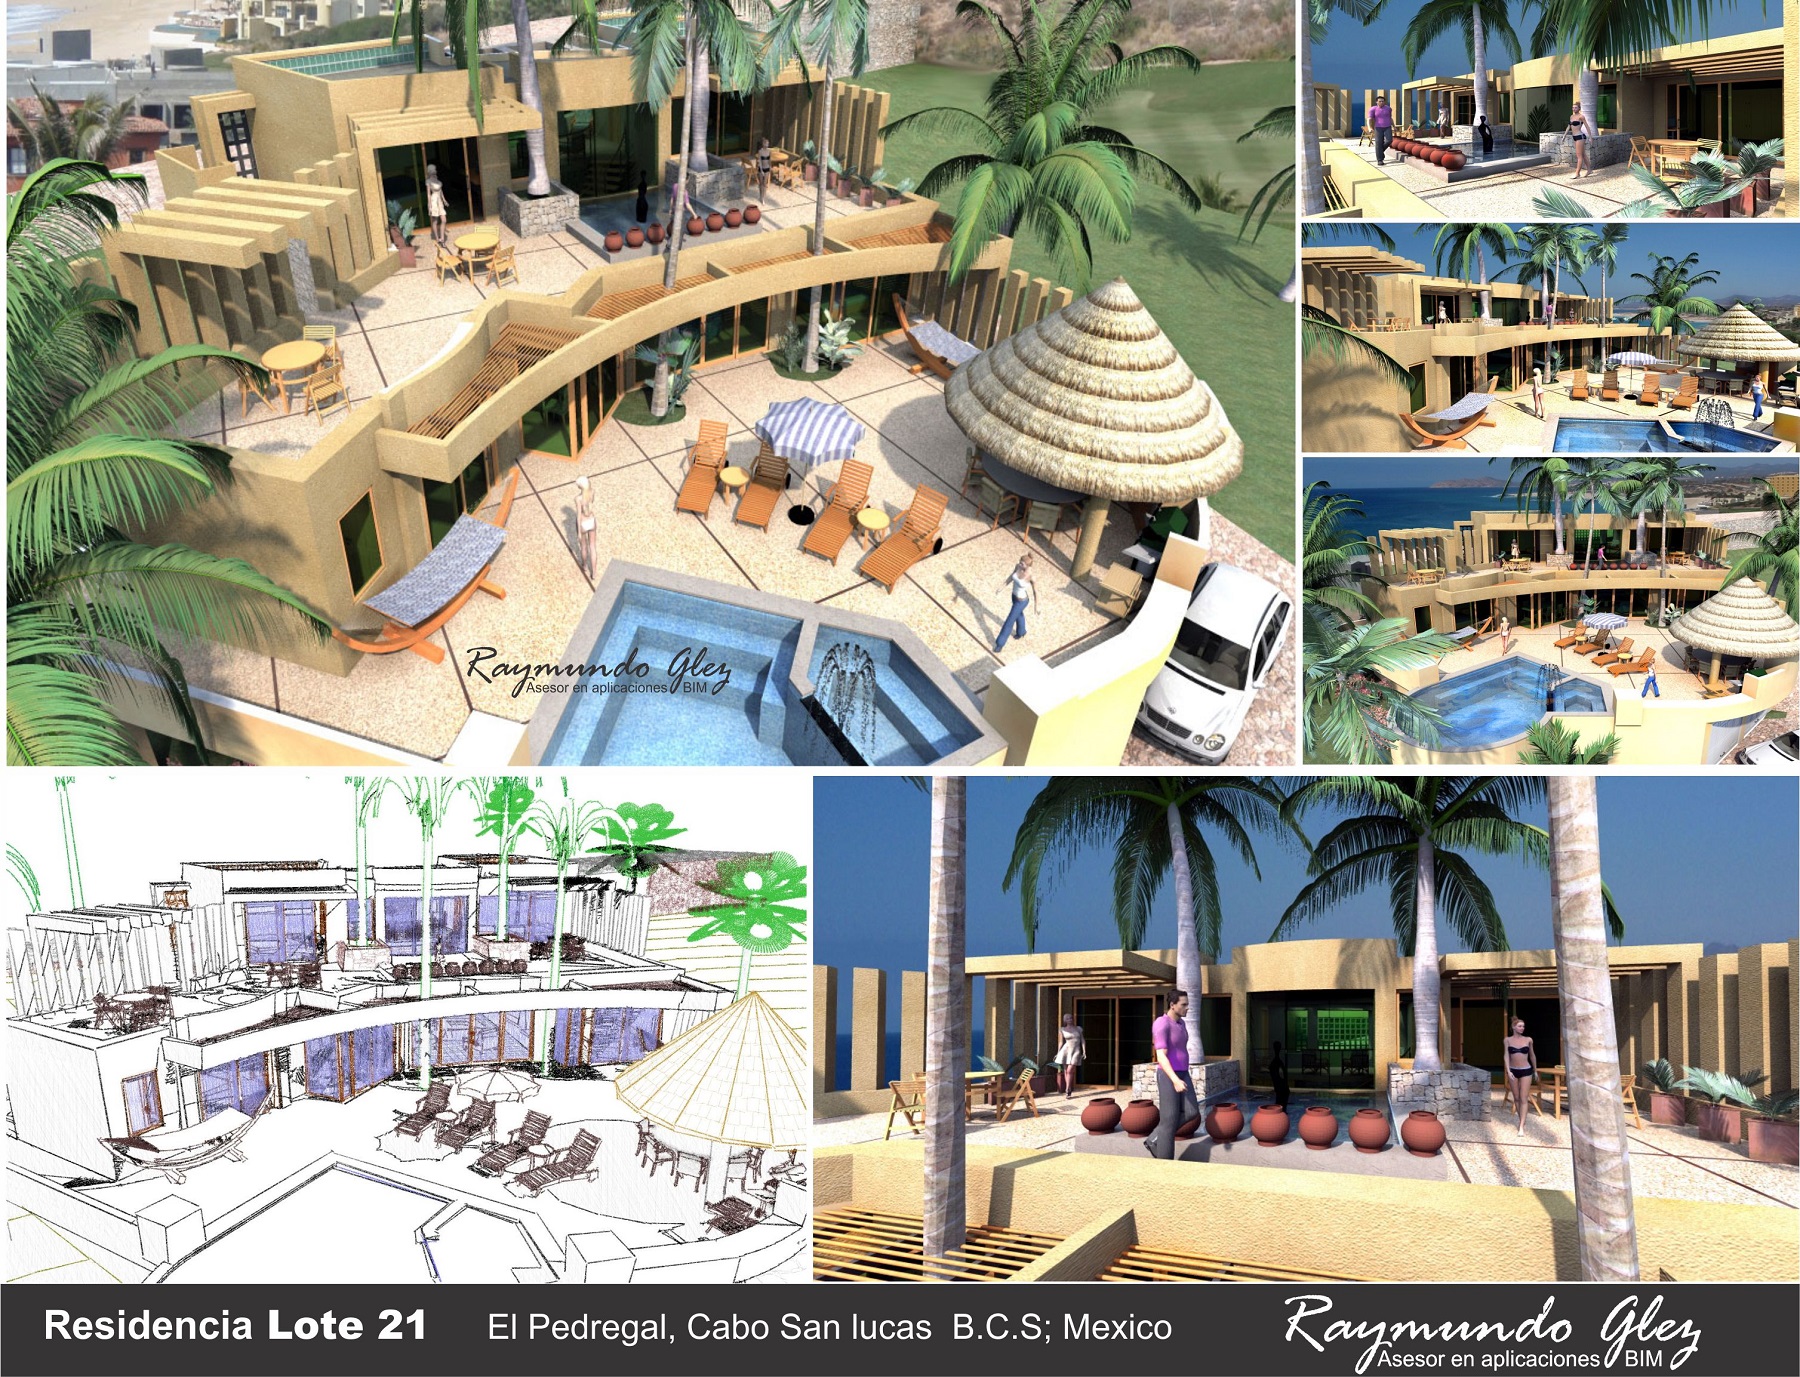 Raymundo Glez
Asesor en aplicaciones BIM
Residencia Lote 21
El Pedregal, Cabo San lucas B.C.S; Mexico
Raymundo Glez
Asesor en aplicaciones BIM